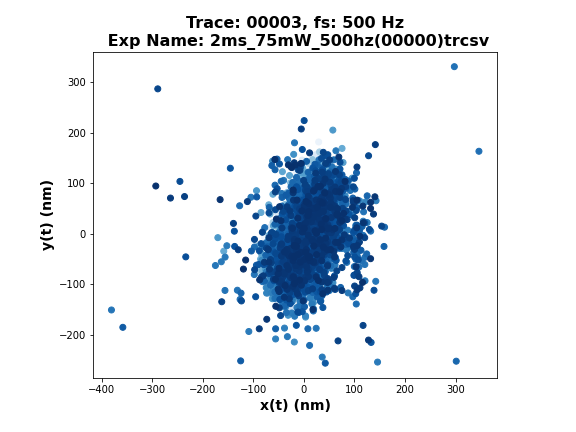 Trace: 00003, fs: 500 Hz
Exp Name: 2ms_75mW_500hz(00000)trcsv
y(t) (nm)
300
200
100
0
−100
−200
−400 −300 −200 −100 0 100 200 300
x(t) (nm)